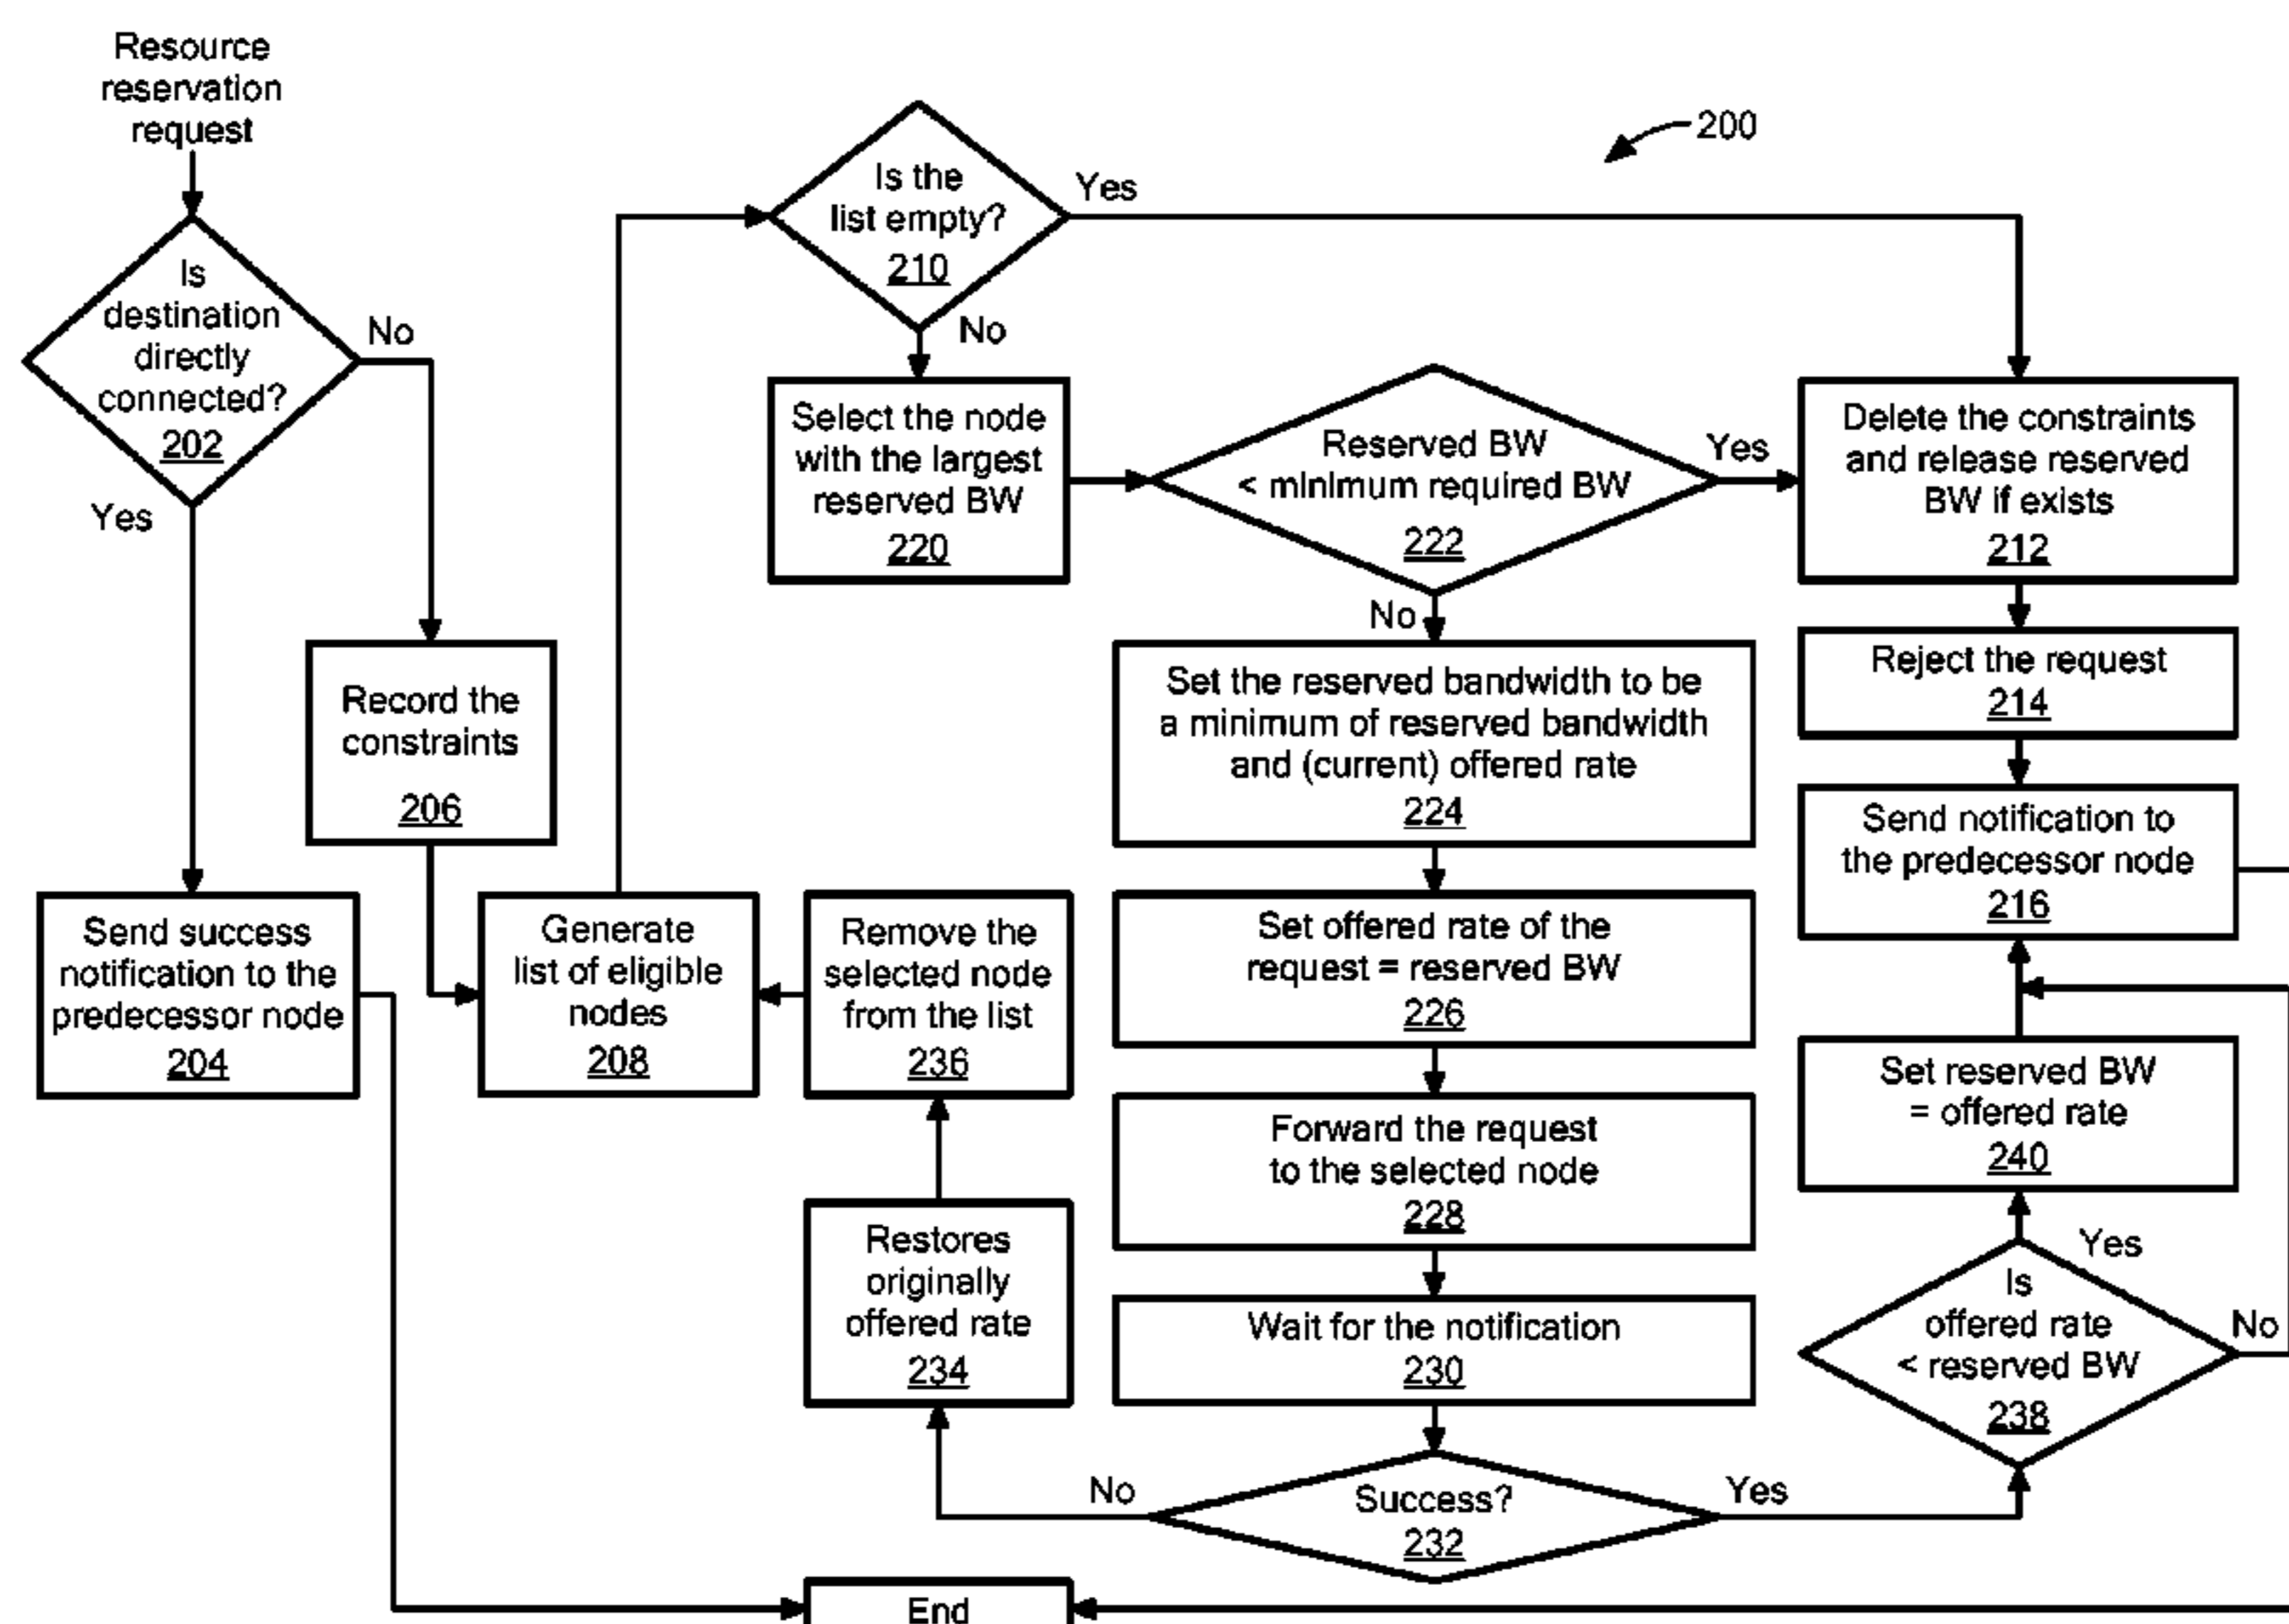 Resource
reservation
request
Is
destination
directly
connected?
202
No
Yes
Send success
notification to the
predecessor node
204
Record the
constraints
206
Generate
list of eligible
nodes
208
Is the
list empty?
210
Yes
No
200
Select the node
with the largest
reserved BW
220
Reserved BW
< minimum required BW
222
Yes
No
Delete the constraints
and release reserved
BW if exists
212
Reject the request
214
Send notification to
the predecessor node
216
Set the reserved bandwidth to be
a minimum of reserved bandwidth
and (current) offered rate
224
Set offered rate of the
request = reserved BW
226
Forward the request
to the selected node
228
Wait for the notification
230
Success?
232
No
Yes
Restores
originally
offered rate
234
Remove the
selected node
from the list
236
Is
offered rate
< reserved BW
238
Yes
No
Set reserved BW
= offered rate
240
End